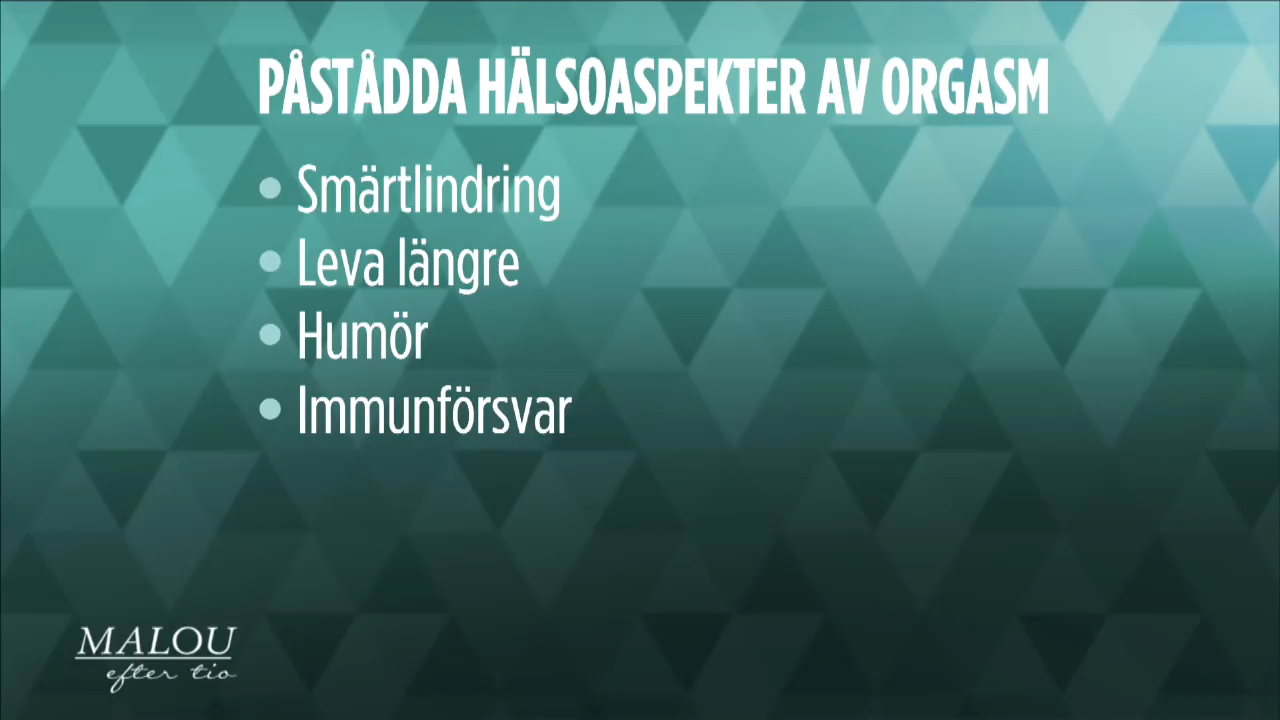 PÅSTÅDDA HÄLSOASPEKTER AV ORGASM
• Smärtlindring
• Leva längre
• Humör
• Immunförsvar
MALOU
efter tio